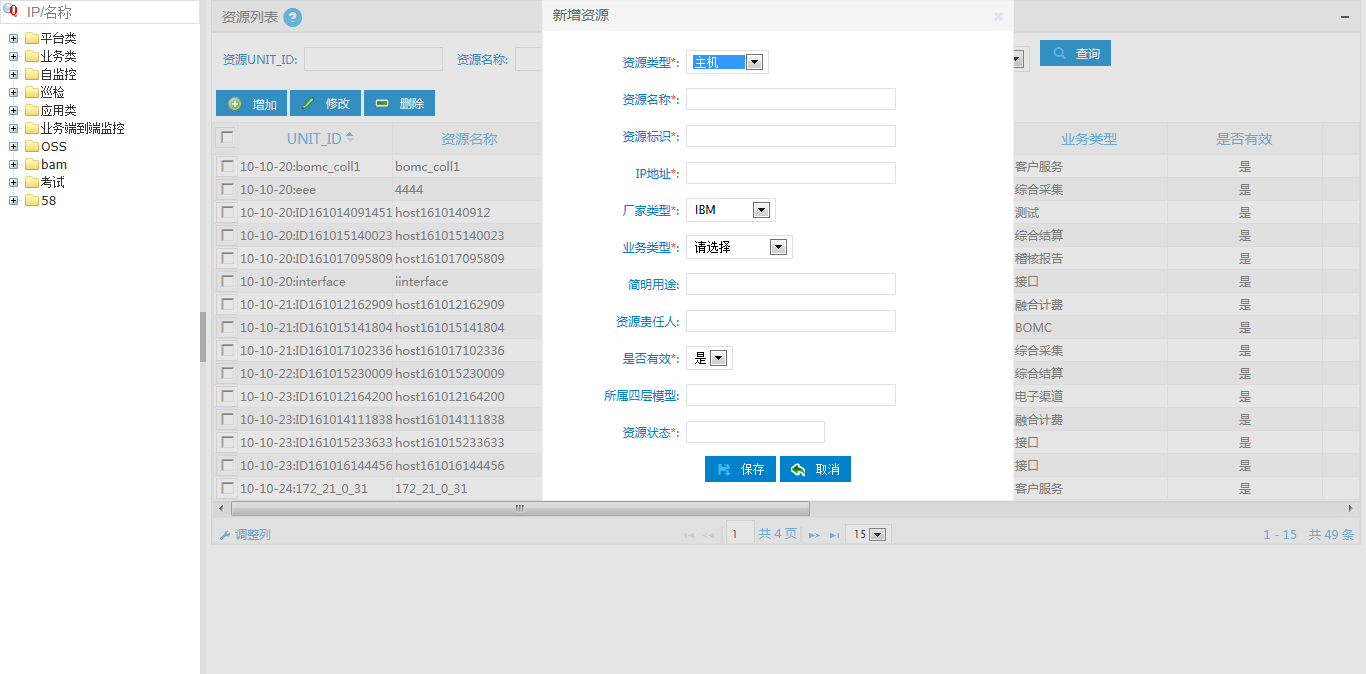 IP/名称
平台类
业务类
自监控
巡检
应用类
业务端到端监控
OSS
bam
考试
58
资源列表 ?
资源UNIT_ID:
资源名称:
查询
增加
修改
删除
UNIT_ID 资源名称 业务类型 是否有效
10-10-20:bomc_coll1 bomc_coll1 客户服务 是
10-10-20:eee 4444 综合采集 是
10-10-20:ID161014091451 host1610140912 测试 是
10-10-20:ID161015140023 host161015140023 综合结算 是
10-10-20:ID161017095809 host161017095809 稽核报告 是
10-10-20:interface iinterface 接口 是
10-10-21:ID161012162909 host161012162909 融合计费 是
10-10-21:ID161015141804 host161015141804 BOMC 是
10-10-21:ID161017102336 host161017102336 综合采集 是
10-10-22:ID161015230009 host161015230009 综合结算 是
10-10-23:ID161012164200 host161012164200 电子渠道 是
10-10-23:ID161014111838 host161014111838 融合计费 是
10-10-23:ID161015233633 host161015233633 接口 是
10-10-23:ID161016144456 host161016144456 接口 是
10-10-24:172_21_0_31 172_21_0_31 客户服务 是
调整列
1 共 4 页 15
1 - 15 共 49 条
新增资源
资源类型*: 主机
资源名称*:
资源标识*:
IP地址*:
厂家类型*: IBM
业务类型*: 请选择
简明用途:
资源责任人:
是否有效*: 是
所属四层模型:
资源状态*:
保存 取消